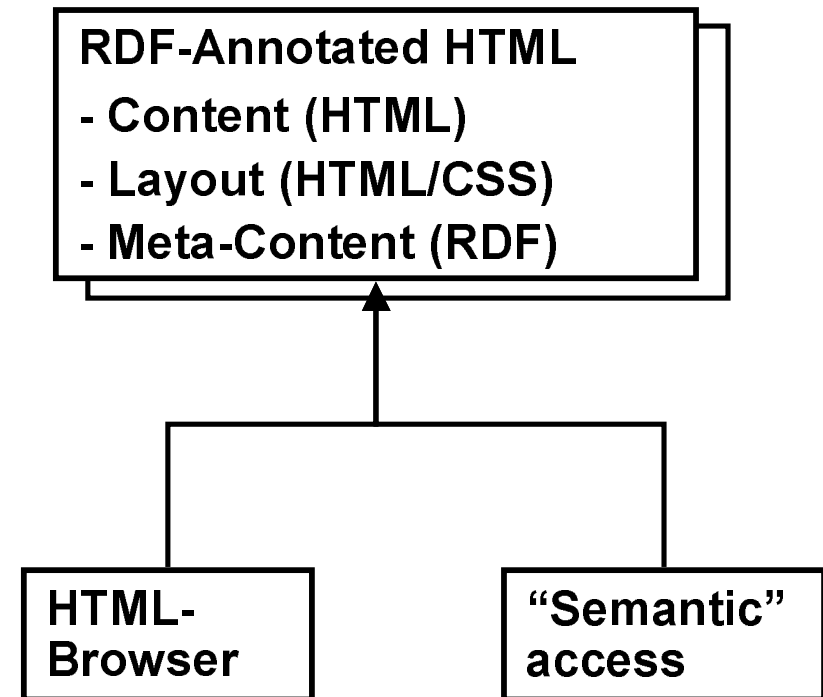 RDF-Annotated HTML
- Content (HTML)
- Layout (HTML/CSS)
- Meta-Content (RDF)
HTML-
Browser
“Semantic”
access